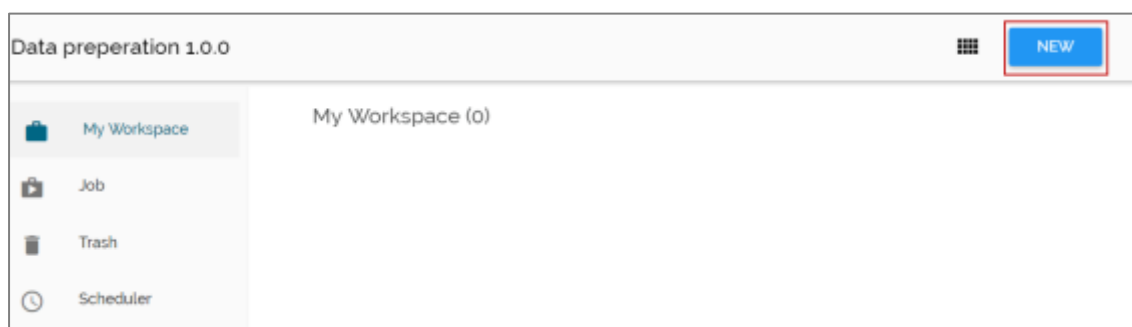 Data preperation 1.0.0
NEW
My Workspace
My Workspace (0)
Job
Trash
Scheduler